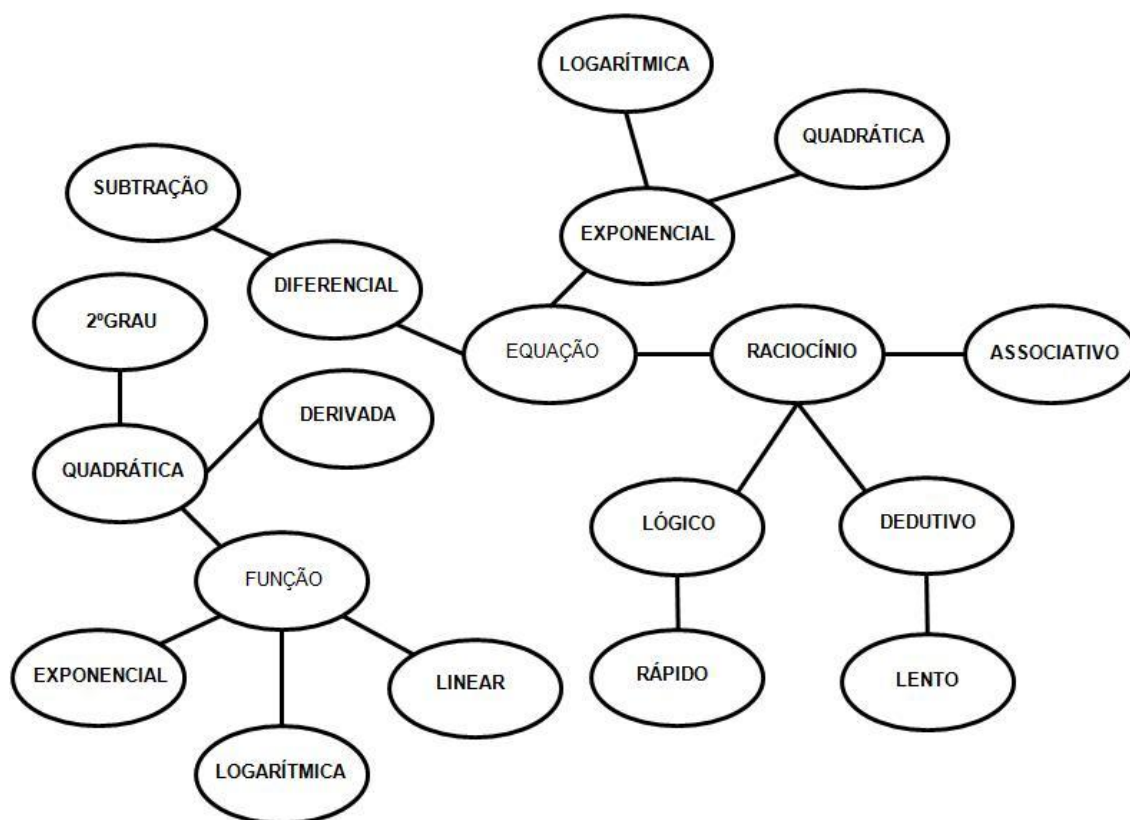 LOGARÍTMICA
QUADRÁTICA
SUBTRAÇÃO
EXPONENCIAL
DIFERENCIAL
2ºGRAU
EQUAÇÃO
RACIOCÍNIO
ASSOCIATIVO
DERIVADA
QUADRÁTICA
LÓGICO
DEDUTIVO
FUNÇÃO
EXPONENCIAL
LINEAR
RÁPIDO
LENTO
LOGARÍTMICA